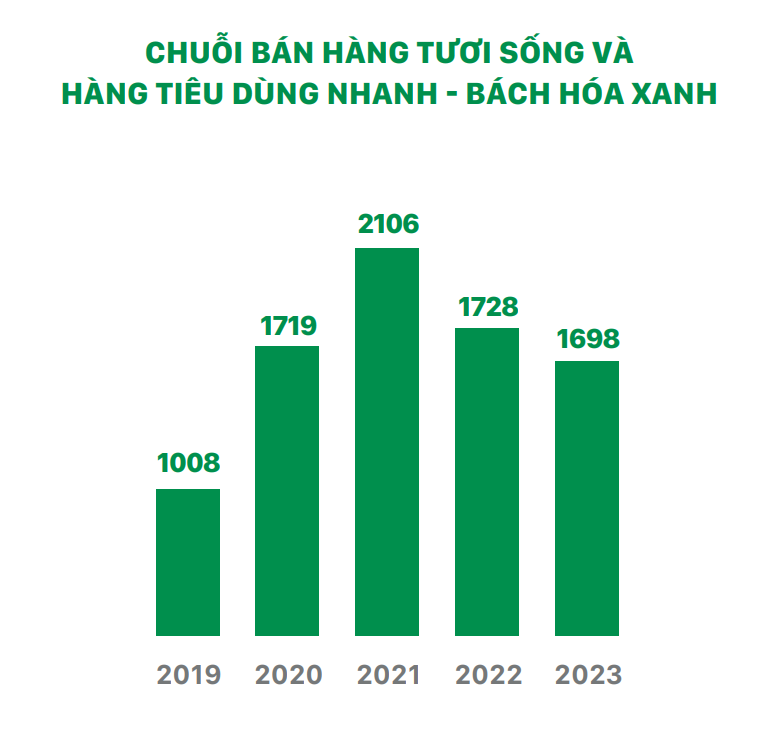 CHUỖI BÁN HÀNG TƯƠI SỐNG VÀ
HÀNG TIÊU DÙNG NHANH - BÁCH HÓA XANH
2106
1728
1719
1698
1008
2019 2020 2021 2022 2023